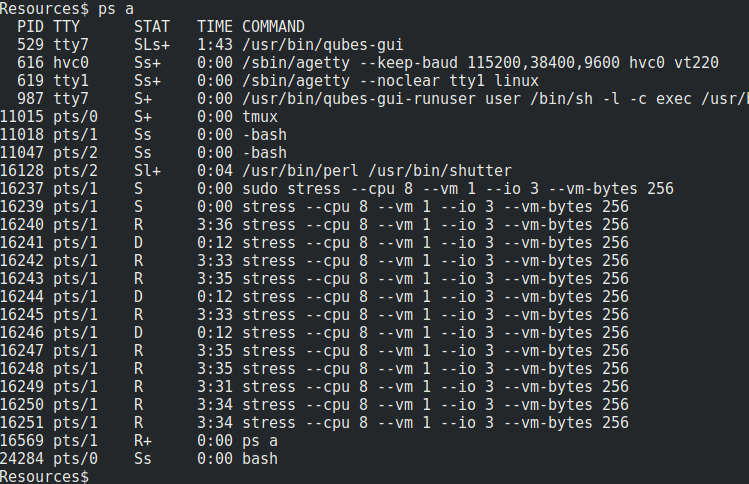 Resources$ ps a
  PID TTY      STAT   TIME COMMAND
  529 tty7     SLs+   1:43 /usr/bin/qubes-gui
  616 hvc0     Ss+    0:00 /sbin/agetty --keep-baud 115200,38400,9600 hvc0 vt220
  619 tty1     Ss+    0:00 /sbin/agetty --noclear tty1 linux
  987 tty7     S+     0:00 /usr/bin/qubes-gui-runuser user /bin/sh -l -c exec /usr/b
11015 pts/0    S+     0:00 tmux
11018 pts/1    Ss     0:00 -bash
11047 pts/2    Ss     0:00 -bash
16128 pts/2    Sl+    0:04 /usr/bin/perl /usr/bin/shutter
16237 pts/1    S      0:00 sudo stress --cpu 8 --vm 1 --io 3 --vm-bytes 256
16239 pts/1    S      0:00 stress --cpu 8 --vm 1 --io 3 --vm-bytes 256
16240 pts/1    R      3:36 stress --cpu 8 --vm 1 --io 3 --vm-bytes 256
16241 pts/1    D      0:12 stress --cpu 8 --vm 1 --io 3 --vm-bytes 256
16242 pts/1    R      3:33 stress --cpu 8 --vm 1 --io 3 --vm-bytes 256
16243 pts/1    R      3:35 stress --cpu 8 --vm 1 --io 3 --vm-bytes 256
16244 pts/1    D      0:12 stress --cpu 8 --vm 1 --io 3 --vm-bytes 256
16245 pts/1    R      3:33 stress --cpu 8 --vm 1 --io 3 --vm-bytes 256
16246 pts/1    D      0:12 stress --cpu 8 --vm 1 --io 3 --vm-bytes 256
16247 pts/1    R      3:35 stress --cpu 8 --vm 1 --io 3 --vm-bytes 256
16248 pts/1    R      3:35 stress --cpu 8 --vm 1 --io 3 --vm-bytes 256
16249 pts/1    R      3:31 stress --cpu 8 --vm 1 --io 3 --vm-bytes 256
16250 pts/1    R      3:34 stress --cpu 8 --vm 1 --io 3 --vm-bytes 256
16251 pts/1    R      3:34 stress --cpu 8 --vm 1 --io 3 --vm-bytes 256
16569 pts/1    R+     0:00 ps a
24284 pts/0    Ss     0:00 bash
Resources$